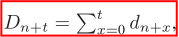 $D_{n+t} = \sum_{x=0}^{t} d_{n+x},$